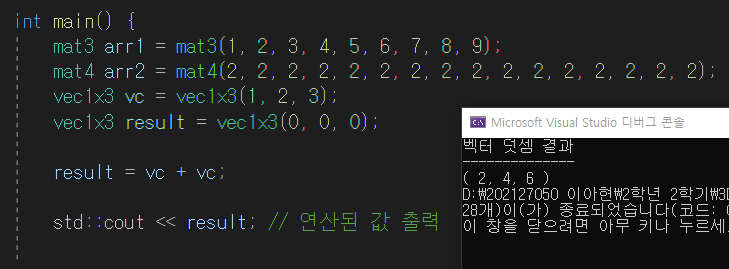 int main() {
mat3 arr1 = mat3(1, 2, 3, 4, 5, 6, 7, 8, 9);
mat4 arr2 = mat4(2, 2, 2, 2, 2, 2, 2, 2, 2, 2, 2, 2, 2, 2, 2, 2);
vec1x3 vc = vec1x3(1, 2, 3);
vec1x3 result = vec1x3(0, 0, 0);
result = vc + vc;
std::cout << result; // 연산된 값 출력
Microsoft Visual Studio 디버그 콘솔
벡터 덧셈 결과
--------------
( 2, 4, 6 )
D:\202127050 이아현\2학년 2학기\3D
28개)이(가) 종료되었습니다(코드:
이 창을 닫으려면 아무 키나 누르세